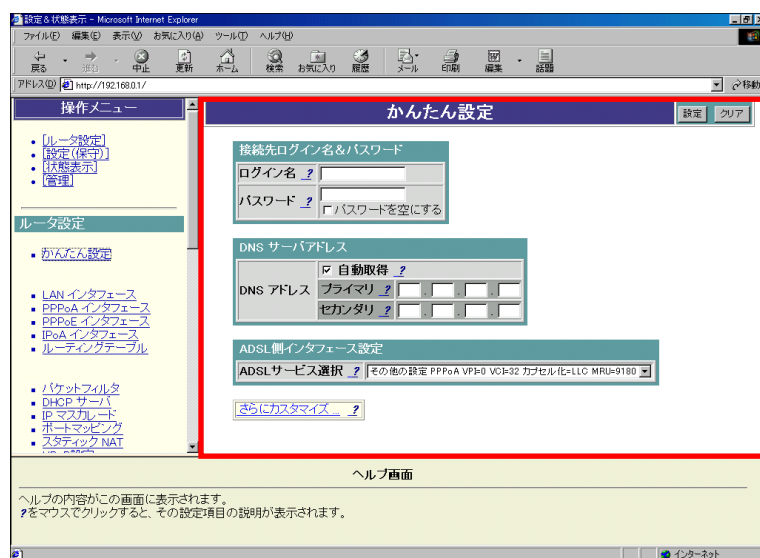 設定&状態表示 - Microsoft Internet Explorer
ファイル(F) 編集(E) 表示(V) お気に入り(A) ツール(T) ヘルプ(H)
戻る 進む 中止 更新 ホーム 検索 お気に入り 履歴 メール 印刷 編集 話題
アドレス(D) http://192.168.0.1/ 移動
操作メニュー
[ルータ設定]
[設定(保守)]
[状態表示]
[管理]
ルータ設定
かんたん設定
LAN インタフェース
PPPoA インタフェース
PPPoE インタフェース
IPoA インタフェース
ルーティングテーブル
パケットフィルタ
DHCP サーバ
IP マスカレード
ポートマッピング
スタティック NAT
かんたん設定 設定 クリア
接続先ログイン名&パスワード
ログイン名 ?
パスワード ?
パスワードを空にする
DNS サーバアドレス
DNS アドレス
自動取得 ?
プライマリ ? . . .
セカンダリ ? . . .
ADSL側インタフェース設定
ADSLサービス選択 ? その他の設定 PPPoA VPI=0 VCI=32 カプセル化=LLC MRU=9180
さらにカスタマイズ... ?
ヘルプ画面
ヘルプの内容がこの画面に表示されます。
?をマウスでクリックすると、その設定項目の説明が表示されます。
インターネット